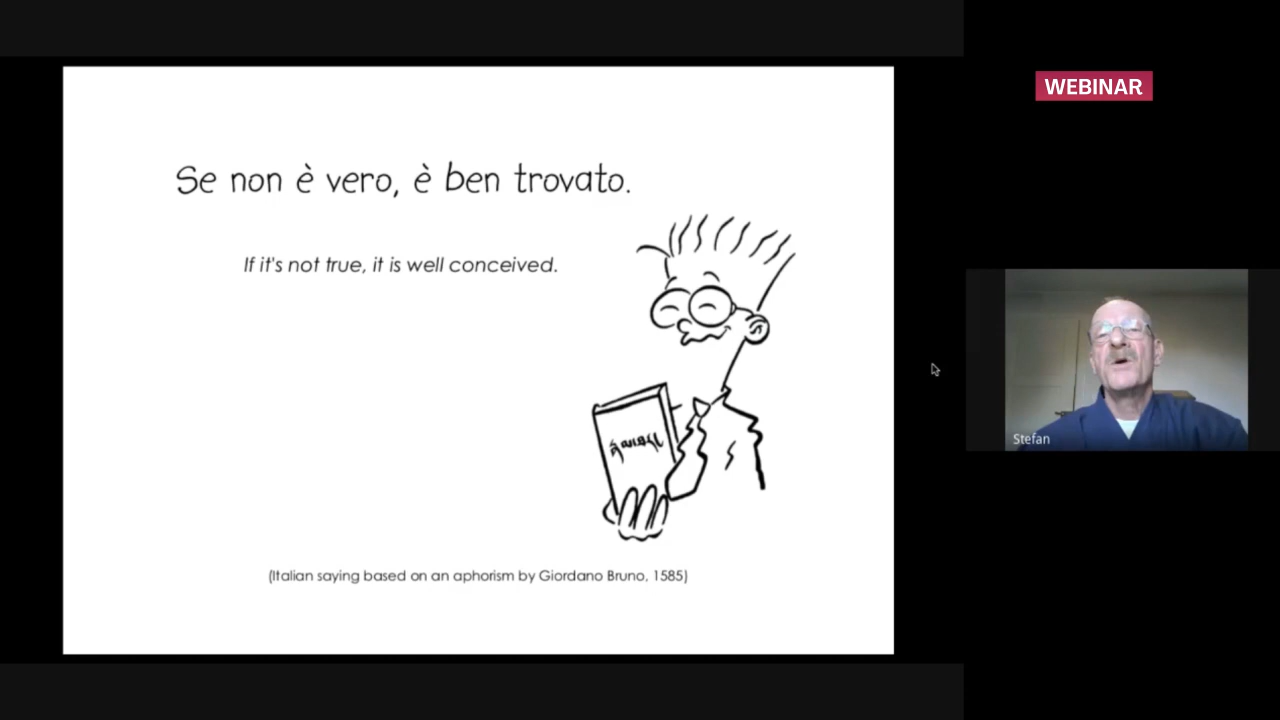 Se non è vero, è ben trovato.
If it's not true, it is well conceived.
(Italian saying based on an aphorism by Giordano Bruno, 1585)
WEBINAR
Stefan